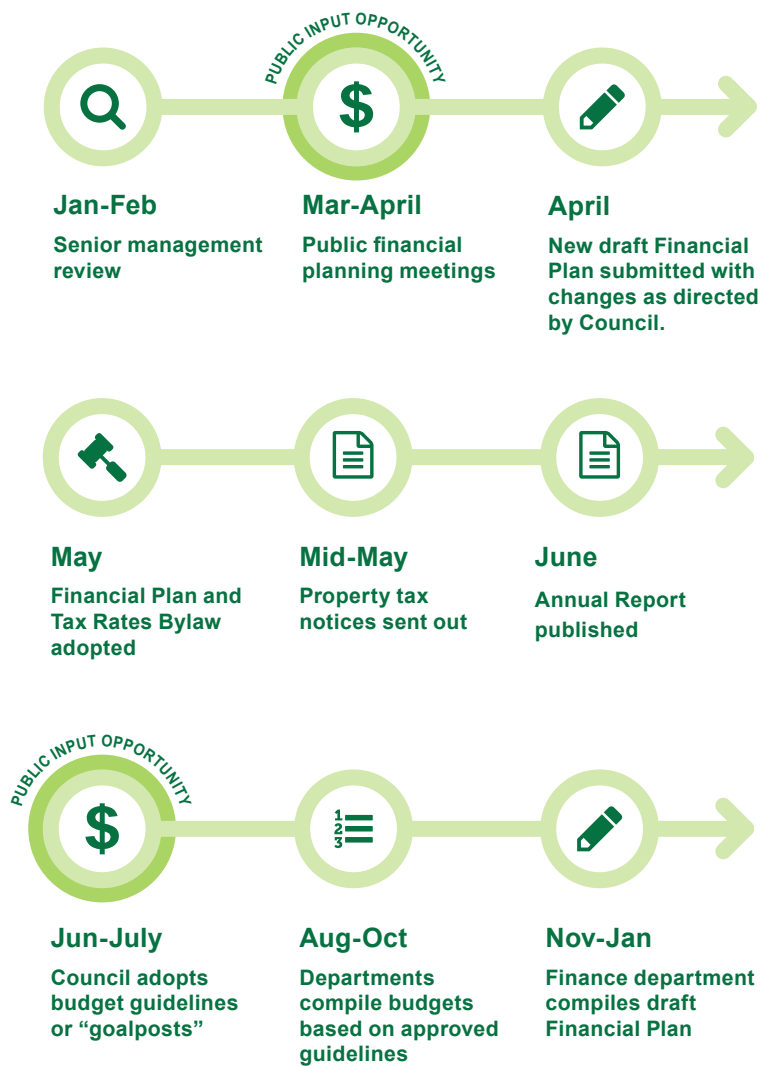 PUBLIC INPUT OPPORTUNITY
Jan-Feb
Senior management
review
Mar-April
Public financial
planning meetings
April
New draft Financial
Plan submitted with
changes as directed
by Council.
May
Financial Plan and
Tax Rates Bylaw
adopted
Mid-May
Property tax
notices sent out
June
Annual Report
published
PUBLIC INPUT OPPORTUNITY
1
2
3
Jun-July
Council adopts
budget guidelines
or “goalposts”
Aug-Oct
Departments
compile budgets
based on approved
guidelines
Nov-Jan
Finance department
compiles draft
Financial Plan